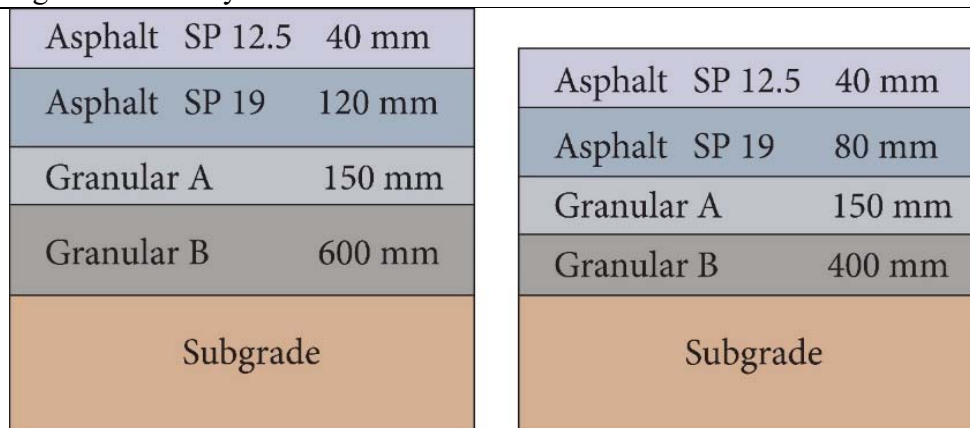 Asphalt SP 12.5 40 mm
Asphalt SP 19 120 mm
Granular A 150 mm
Granular B 600 mm
Subgrade
Asphalt SP 12.5 40 mm
Asphalt SP 19 80 mm
Granular A 150 mm
Granular B 400 mm
Subgrade